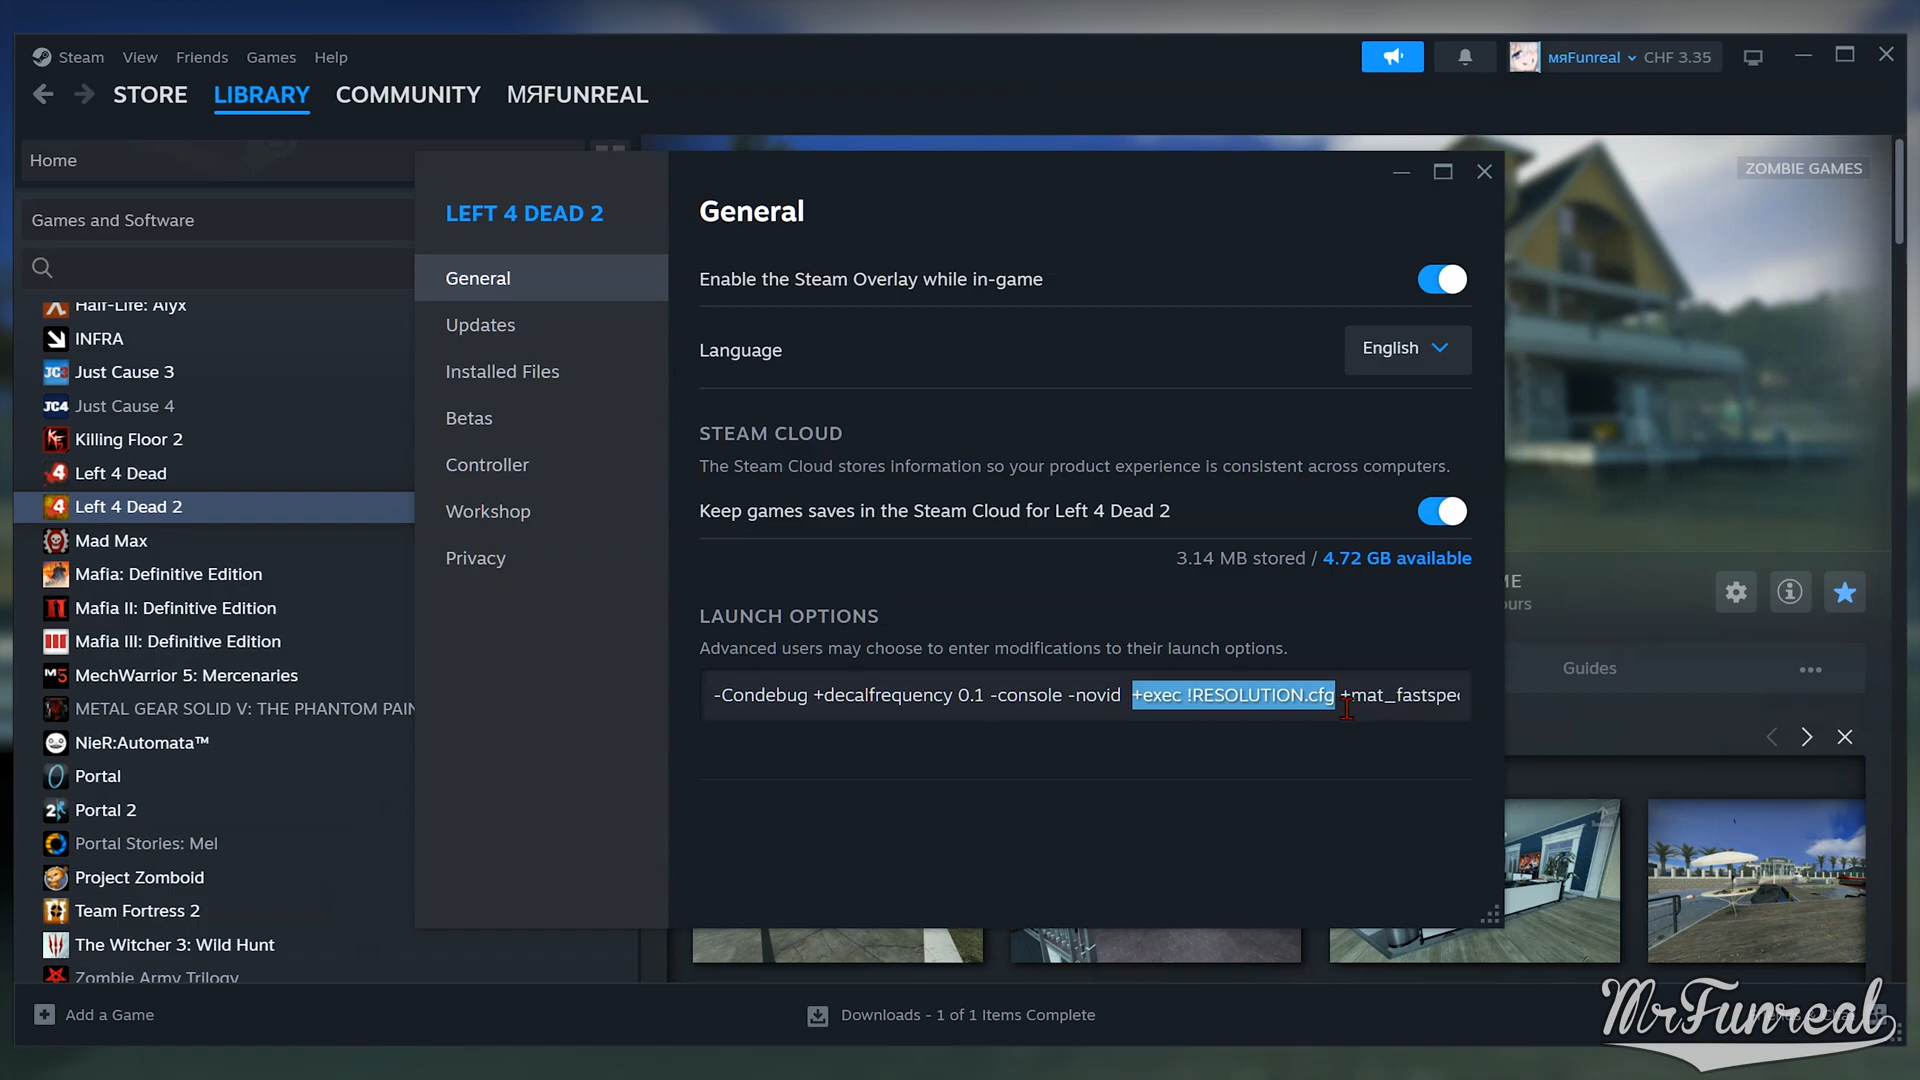 Steam View Friends Games Help
мяFunreal CHF 3.35
STORE LIBRARY COMMUNITY MЯFUNREAL
Home
ZOMBIE GAMES
Games and Software
LEFT 4 DEAD 2
General
Updates
Installed Files
Betas
Controller
Workshop
Privacy
General
Enable the Steam Overlay while in-game
Language
English
STEAM CLOUD
The Steam Cloud stores information so your product experience is consistent across computers.
Keep games saves in the Steam Cloud for Left 4 Dead 2
3.14 MB stored / 4.72 GB available
LAUNCH OPTIONS
Advanced users may choose to enter modifications to their launch options.
-Condebug +decalfrequency 0.1 -console -novid +exec !RESOLUTION.cfg +mat_fastspec
Half-Life: Alyx
INFRA
Just Cause 3
Just Cause 4
Killing Floor 2
Left 4 Dead
Left 4 Dead 2
Mad Max
Mafia: Definitive Edition
Mafia II: Definitive Edition
Mafia III: Definitive Edition
MechWarrior 5: Mercenaries
METAL GEAR SOLID V: THE PHANTOM PAIN
NieR:Automata™
Portal
Portal 2
Portal Stories: Mel
Project Zomboid
Team Fortress 2
The Witcher 3: Wild Hunt
Zombie Army Trilogy
Guides
Add a Game
Downloads - 1 of 1 Items Complete
MrFunreal